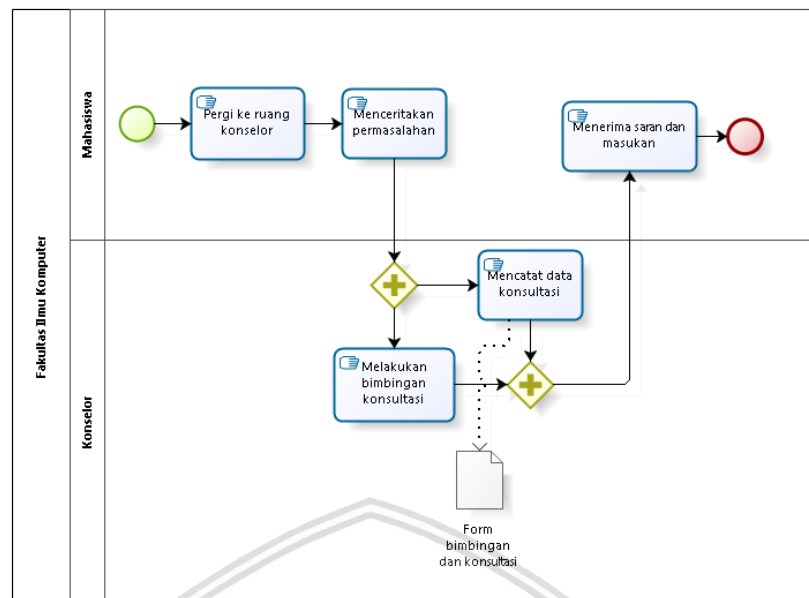 Fakultas Ilmu Komputer
Mahasiswa
Pergi ke ruang
konselor
Menceritakan
permasalahan
Menerima saran dan
masukan
Konselor
Mencatat data
konsultasi
Melakukan
bimbingan
konsultasi
Form
bimbingan
dan konsultasi